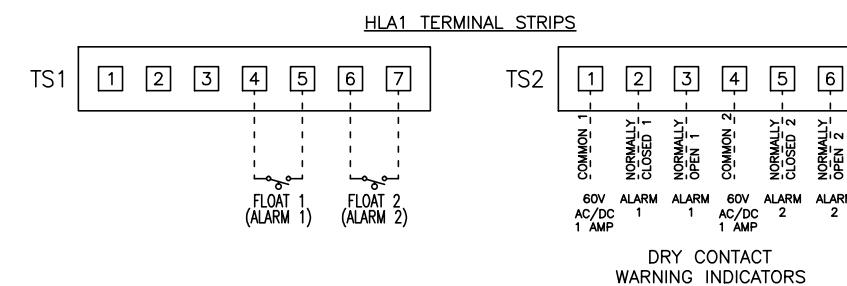 HLA1 TERMINAL STRIPS
TS1 1 2 3 4 5 6 7
FLOAT 1
(ALARM 1)
FLOAT 2
(ALARM 2)
TS2 1 2 3 4 5 6
COMMON 1
NORMALLY
CLOSED 1
NORMALLY
OPEN 1
COMMON 2
NORMALLY
CLOSED 2
NORMALLY
OPEN 2
60V
AC/DC
1 AMP
ALARM
1
ALARM
1
60V
AC/DC
1 AMP
ALARM
2
ALARM
2
DRY CONTACT
WARNING INDICATORS